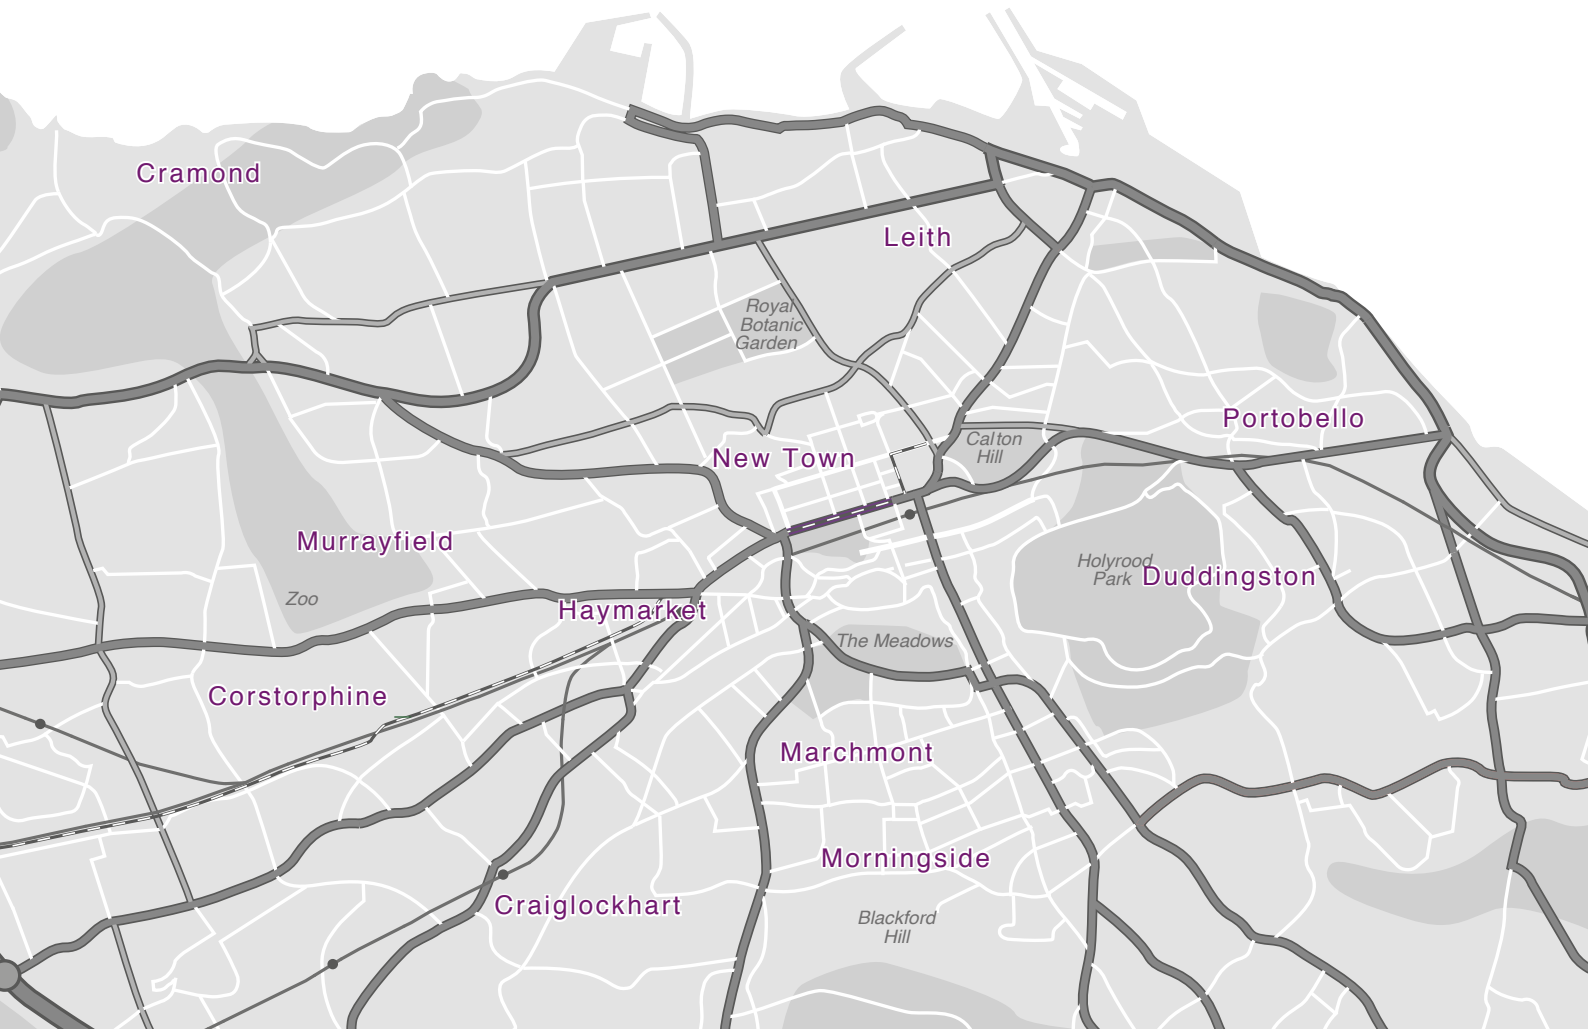 Cramond
Leith
Royal
Botanic
Garden
Portobello
New Town
Calton
Hill
Murrayfield
Holyrood
Park
Duddingston
Zoo
Haymarket
The Meadows
Corstorphine
Marchmont
Morningside
Craiglockhart
Blackford
Hill